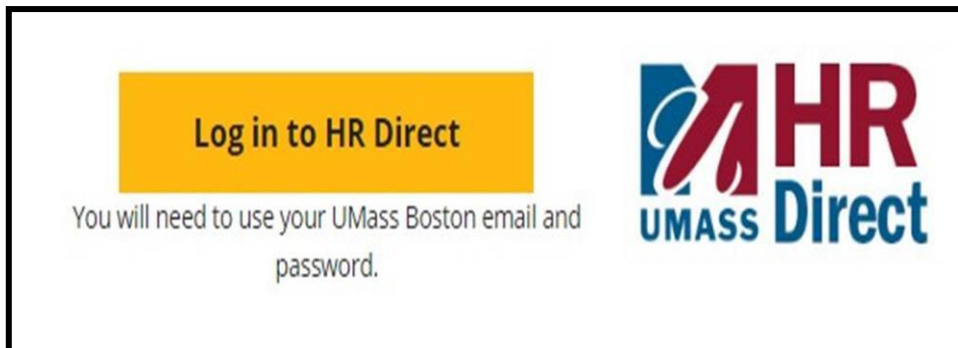 Log in to HR Direct
You will need to use your UMass Boston email and
password.
HR
UMASS Direct